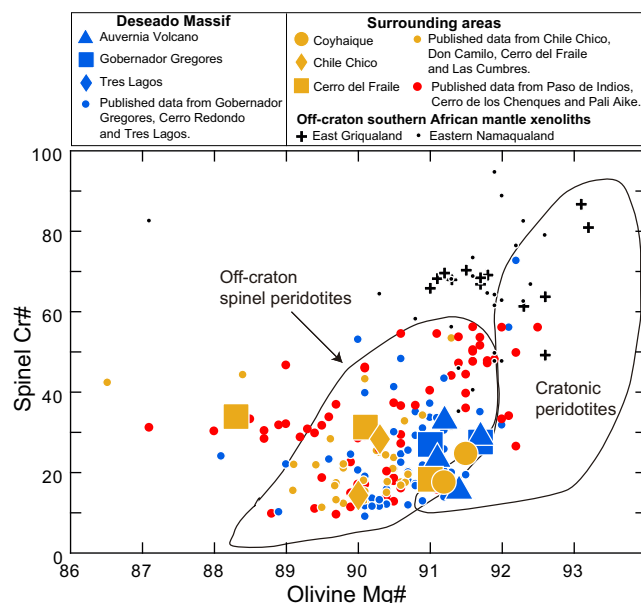 Deseado Massif
Auvernia Volcano
Gobernador Gregores
Tres Lagos
Published data from Gobernador
Gregores, Cerro Redondo
and Tres Lagos.
Surrounding areas
Coyhaique
Chile Chico
Cerro del Fraile
Published data from Chile Chico,
Don Camilo, Cerro del Fraile
and Las Cumbres.
Published data from Paso de Indios,
Cerro de los Chenques and Pali Aike.
Off-craton southern African mantle xenoliths
East Griqualand
Eastern Namaqualand
100
80
60
40
20
0
Spinel Cr#
Off-craton
spinel peridotites
Cratonic
peridotites
86 87 88 89 90 91 92 93
Olivine Mg#